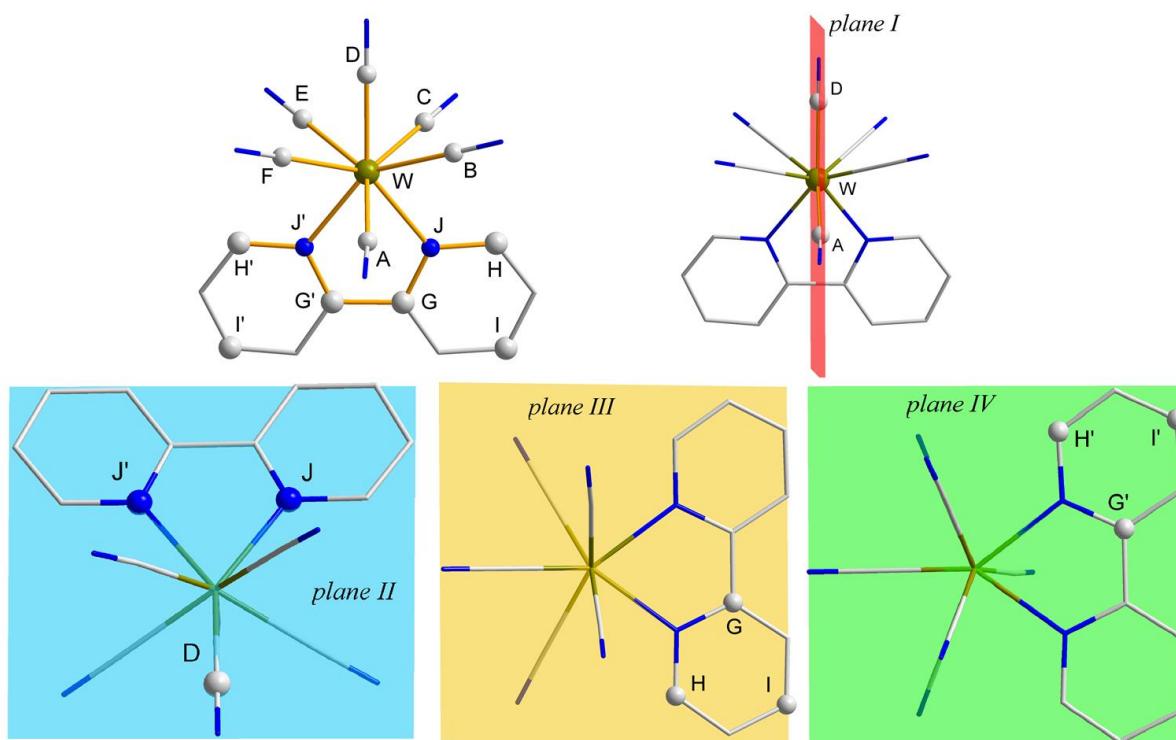 D
E
C
F
B
W
J'
J
A
H'
H
G'
G
I'
I
plane I
D
W
A
plane II
J'
J
D
plane III
G
H
I
plane IV
H'
I'
G'